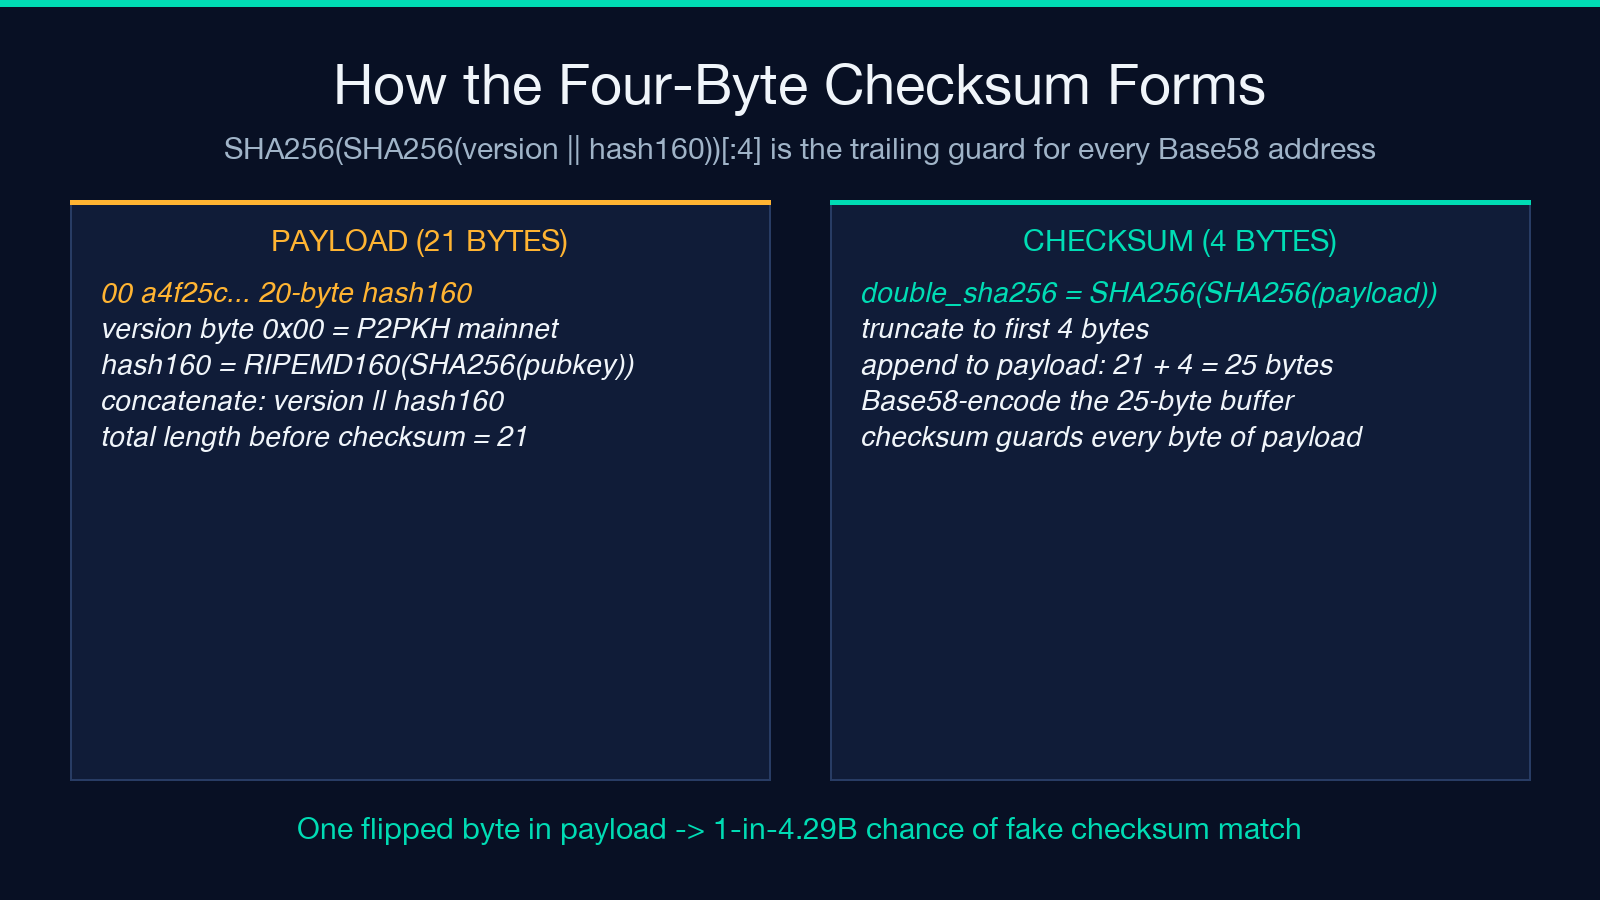 How the Four-Byte Checksum Forms
SHA256(SHA256(version || hash160))[:4] is the trailing guard for every Base58 address
PAYLOAD (21 BYTES)
00 a4f25c... 20-byte hash160
version byte 0x00 = P2PKH mainnet
hash160 = RIPEMD160(SHA256(pubkey))
concatenate: version || hash160
total length before checksum = 21
CHECKSUM (4 BYTES)
double_sha256 = SHA256(SHA256(payload))
truncate to first 4 bytes
append to payload: 21 + 4 = 25 bytes
Base58-encode the 25-byte buffer
checksum guards every byte of payload
One flipped byte in payload -> 1-in-4.29B chance of fake checksum match